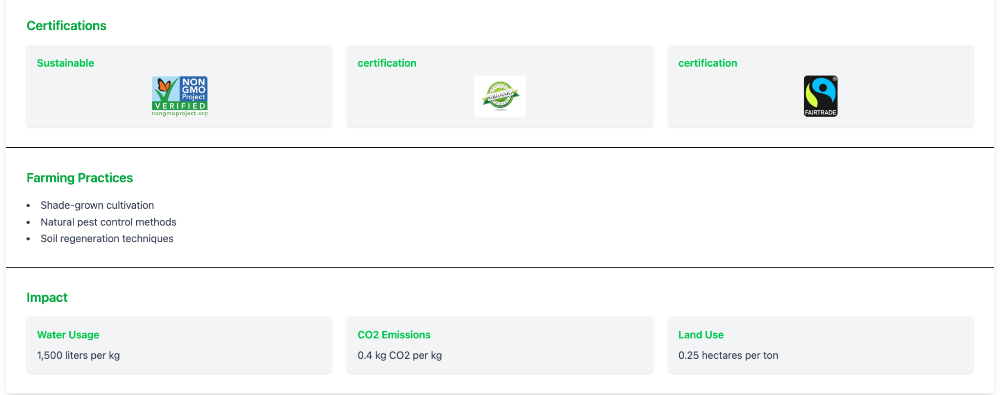 Certifications
Sustainable
NON
GMO
Project
VERIFIED
nongmoproject.org
certification
CERTIFIED
ORGANIC
CERTIFIED
certification
®
FAIRTRADE
Farming Practices
• Shade-grown cultivation
• Natural pest control methods
• Soil regeneration techniques
Impact
Water Usage
1,500 liters per kg
CO2 Emissions
0.4 kg CO2 per kg
Land Use
0.25 hectares per ton